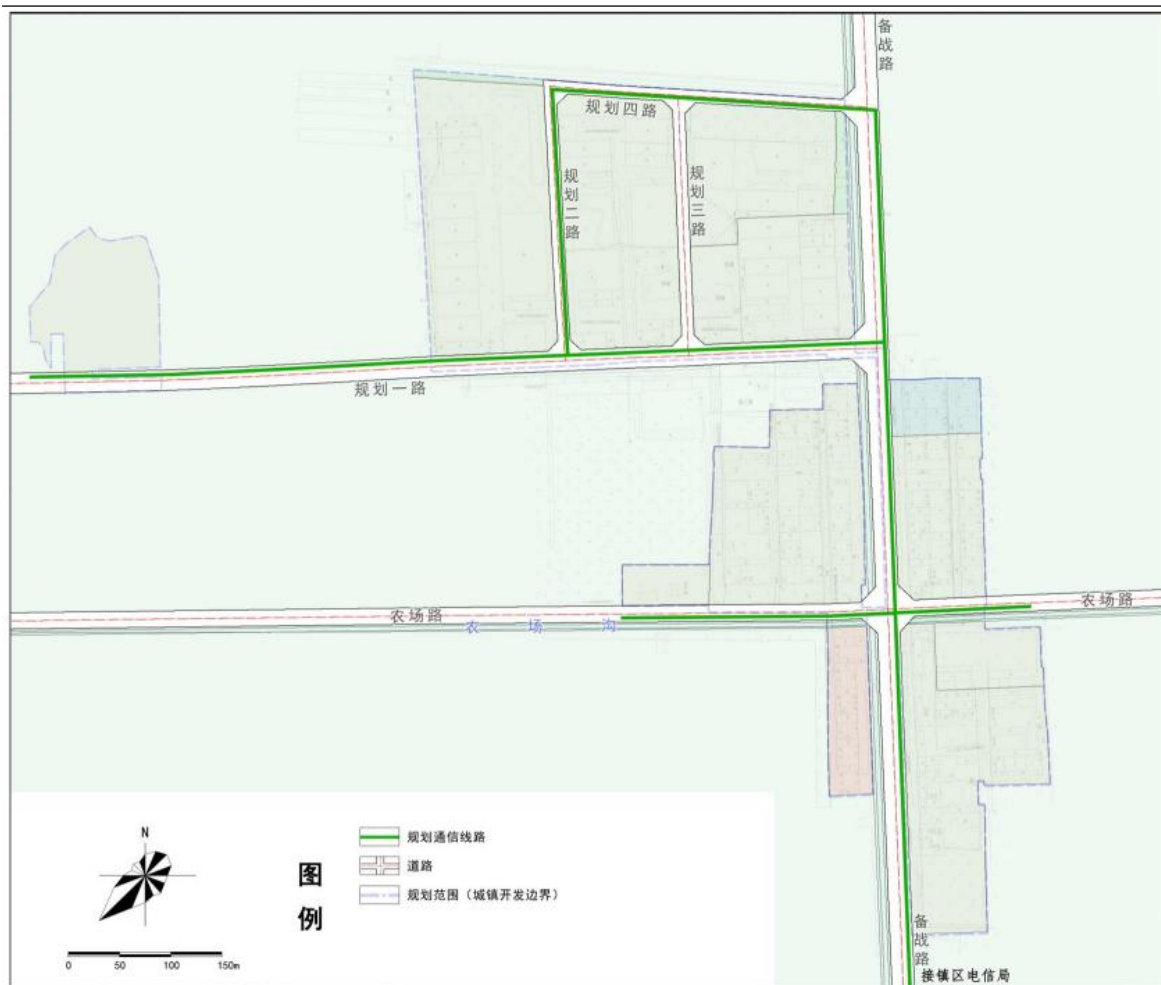 备战路
规划四路
规划二路
规划三路
规划一路
农场路
农场路
农场沟
N
图例
规划通信线路
道路
规划范围（城镇开发边界）
0 50 100 150m
备战路
接镇区电信局